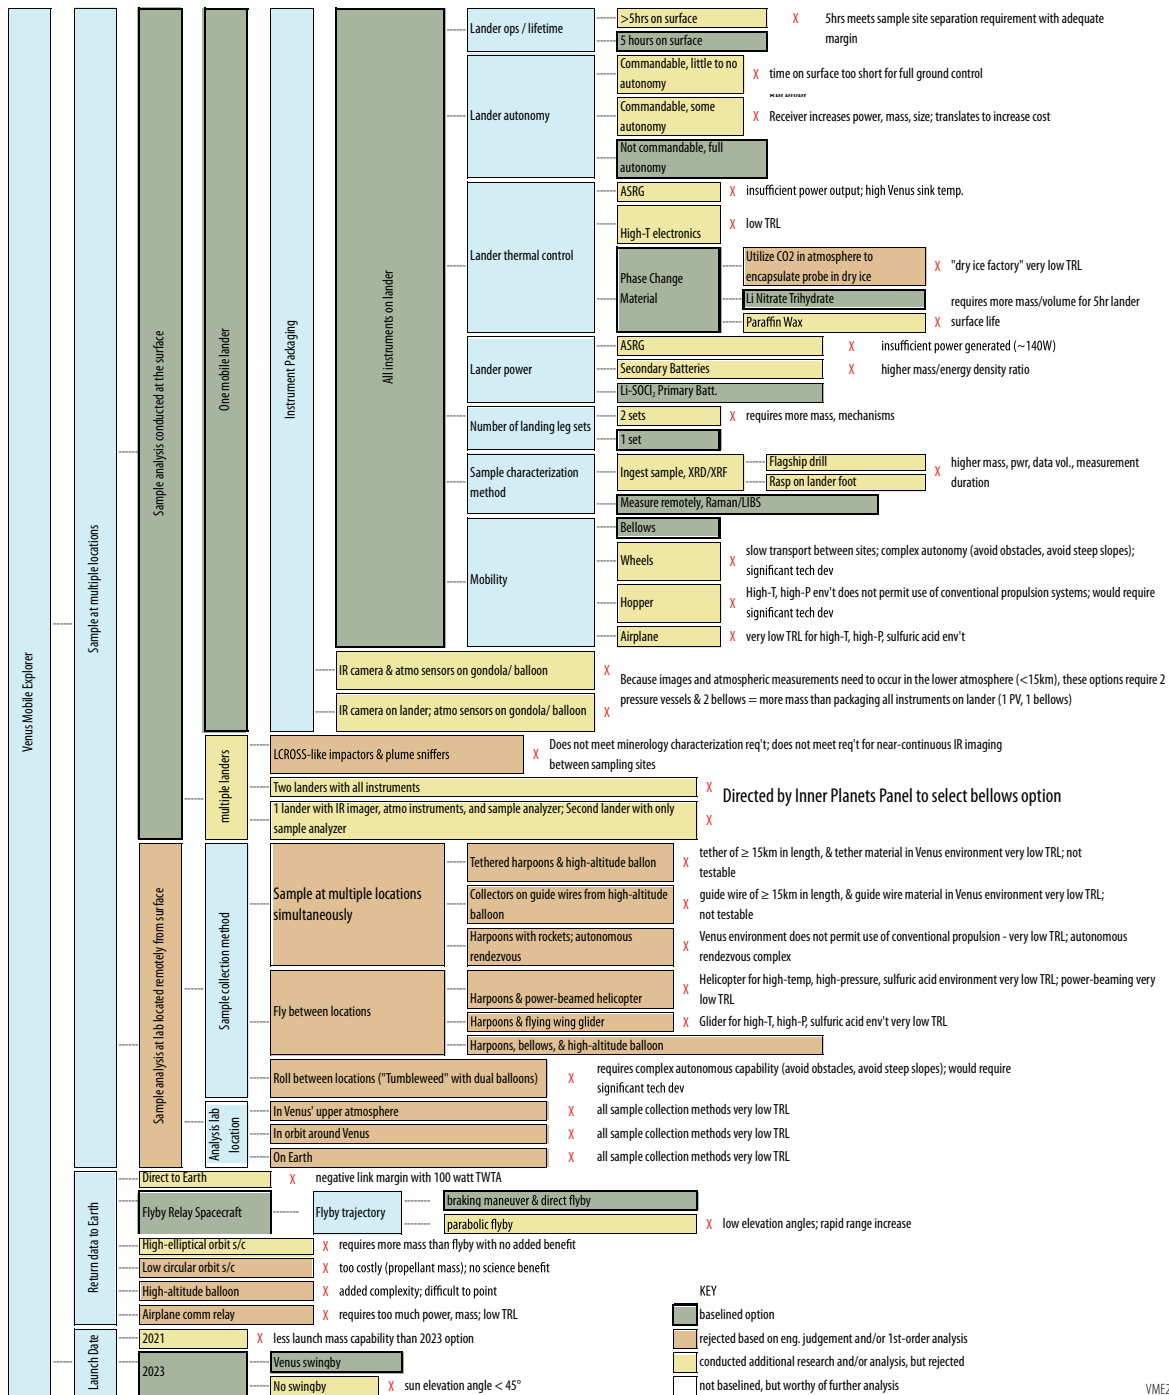 Venus Mobile Explorer
Sample at multiple locations
Sample analysis conducted at the surface
One mobile lander
Instrument Packaging
All instruments on lander
Lander ops / lifetime
>5hrs on surface
X
5hrs meets sample site separation requirement with adequate
margin
5 hours on surface
Lander autonomy
Commandable, little to no
autonomy
X
time on surface too short for full ground control
Commandable, some
autonomy
X
Receiver increases power, mass, size; translates to increase cost
Not commandable, full
autonomy
Lander thermal control
ASRG
X
insufficient power output; high Venus sink temp.
High-T electronics
X
low TRL
Phase Change
Material
Utilize CO2 in atmosphere to
encapsulate probe in dry ice
X
"dry ice factory" very low TRL
Li Nitrate Trihydrate
Paraffin Wax
X
requires more mass/volume for 5hr lander
surface life
Lander power
ASRG
X
insufficient power generated (~140W)
Secondary Batteries
X
higher mass/energy density ratio
Li-SOCl₂ Primary Batt.
Number of landing leg sets
2 sets
X
requires more mass, mechanisms
1 set
Sample characterization
method
Ingest sample, XRD/XRF
Flagship drill
Rasp on lander foot
X
higher mass, pwr, data vol., measurement
duration
Measure remotely, Raman/LIBS
Mobility
Bellows
Wheels
X
slow transport between sites; complex autonomy (avoid obstacles, avoid steep slopes);
significant tech dev
Hopper
X
High-T, high-P env't does not permit use of conventional propulsion systems; would require
significant tech dev
Airplane
X
very low TRL for high-T, high-P, sulfuric acid env't
IR camera & atmo sensors on gondola/ balloon
X
IR camera on lander; atmo sensors on gondola/ balloon
X
Because images and atmospheric measurements need to occur in the lower atmosphere (<15km), these options require 2
pressure vessels & 2 bellows = more mass than packaging all instruments on lander (1 PV, 1 bellows)
multiple landers
LCROSS-like impactors & plume sniffers
X
Does not meet minerology characterization req't; does not meet req't for near-continuous IR imaging
between sampling sites
Two landers with all instruments
X
1 lander with IR imager, atmo instruments, and sample analyzer; Second lander with only
sample analyzer
X
Directed by Inner Planets Panel to select bellows option
Sample analysis at lab located remotely from surface
Sample collection method
Sample at multiple locations
simultaneously
Tethered harpoons & high-altitude ballon
X
tether of ≥ 15km in length, & tether material in Venus environment very low TRL; not
testable
Collectors on guide wires from high-altitude
balloon
X
guide wire of ≥ 15km in length, & guide wire material in Venus environment very low TRL;
not testable
Harpoons with rockets; autonomous
rendezvous
X
Venus environment does not permit use of conventional propulsion - very low TRL; autonomous
rendezvous complex
Fly between locations
Harpoons & power-beamed helicopter
X
Helicopter for high-temp, high-pressure, sulfuric acid environment very low TRL; power-beaming very
low TRL
Harpoons & flying wing glider
X
Glider for high-T, high-P, sulfuric acid env't very low TRL
Harpoons, bellows, & high-altitude balloon
Roll between locations ("Tumbleweed" with dual balloons)
X
requires complex autonomous capability (avoid obstacles, avoid steep slopes); would require
significant tech dev
Analysis lab
location
In Venus' upper atmosphere
X
all sample collection methods very low TRL
In orbit around Venus
X
all sample collection methods very low TRL
On Earth
X
all sample collection methods very low TRL
Return data to Earth
Direct to Earth
X
negative link margin with 100 watt TWTA
Flyby Relay Spacecraft
Flyby trajectory
braking maneuver & direct flyby
parabolic flyby
X
low elevation angles; rapid range increase
High-elliptical orbit s/c
X
requires more mass than flyby with no added benefit
Low circular orbit s/c
X
too costly (propellant mass); no science benefit
High-altitude balloon
X
added complexity; difficult to point
Airplane comm relay
X
requires too much power, mass; low TRL
Launch Date
2021
X
less launch mass capability than 2023 option
2023
Venus swingby
No swingby
X
sun elevation angle < 45°
KEY
baselined option
rejected based on eng. judgement and/or 1st-order analysis
conducted additional research and/or analysis, but rejected
not baselined, but worthy of further analysis